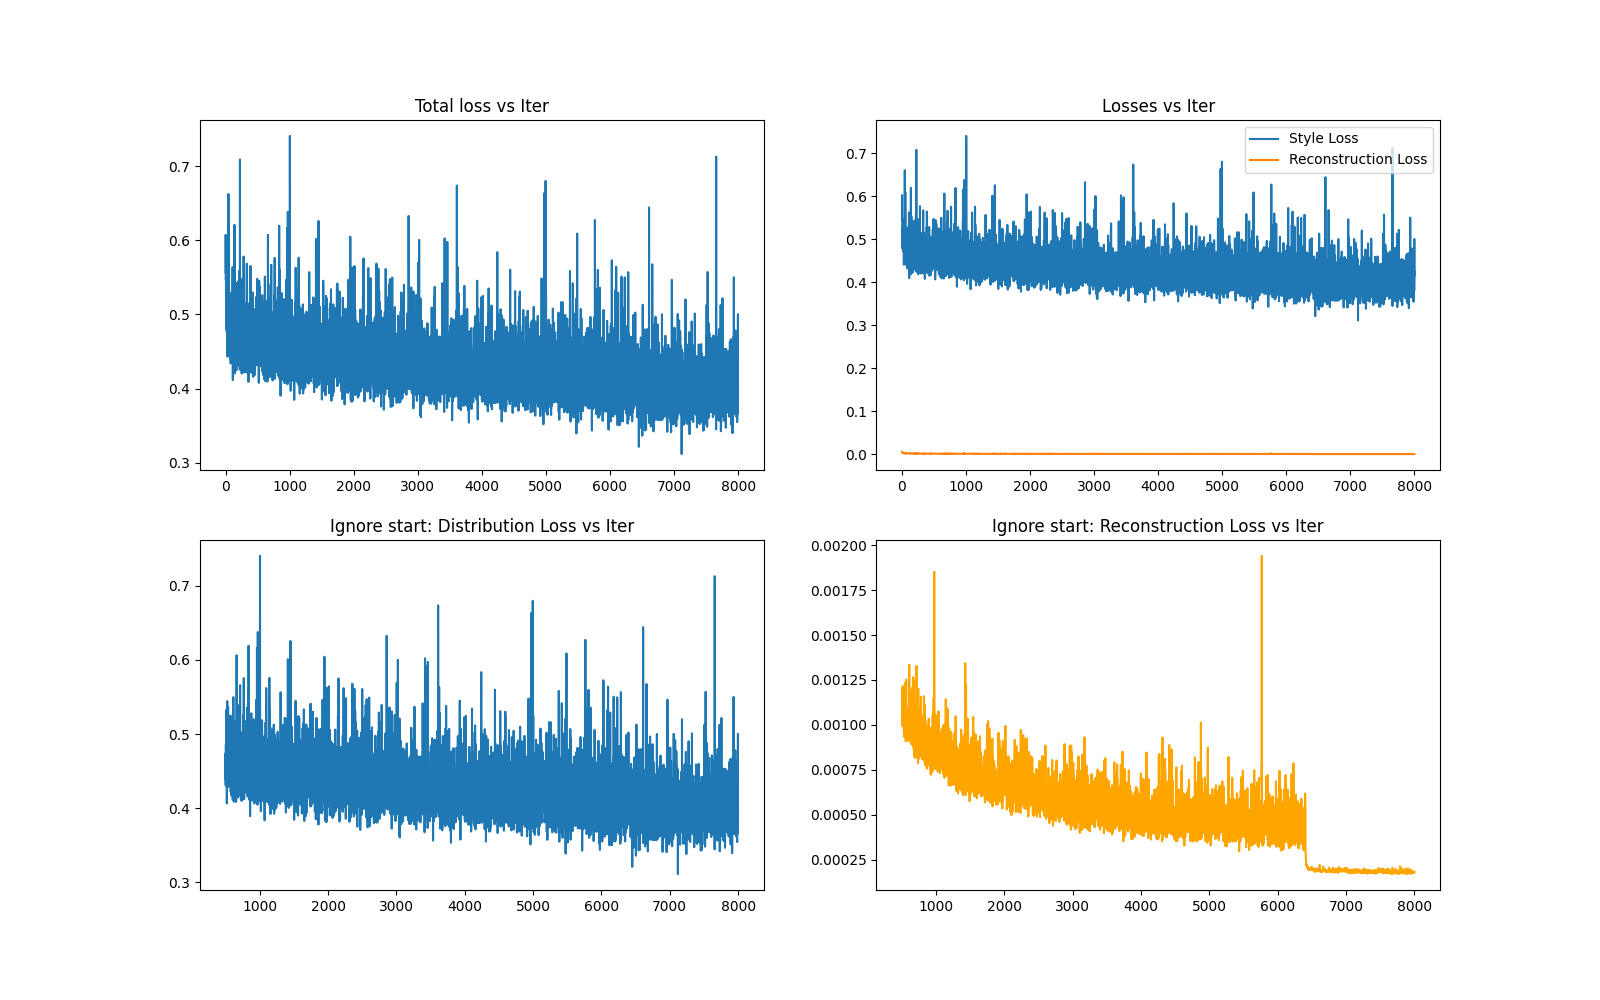 Total loss vs Iter
0.7
0.6
0.5
0.4
0.3
0 1000 2000 3000 4000 5000 6000 7000 8000
Losses vs Iter
Style Loss
Reconstruction Loss
0.7
0.6
0.5
0.4
0.3
0.2
0.1
0.0
0 1000 2000 3000 4000 5000 6000 7000 8000
Ignore start: Distribution Loss vs Iter
0.7
0.6
0.5
0.4
0.3
1000 2000 3000 4000 5000 6000 7000 8000
Ignore start: Reconstruction Loss vs Iter
0.00200
0.00175
0.00150
0.00125
0.00100
0.00075
0.00050
0.00025
1000 2000 3000 4000 5000 6000 7000 8000